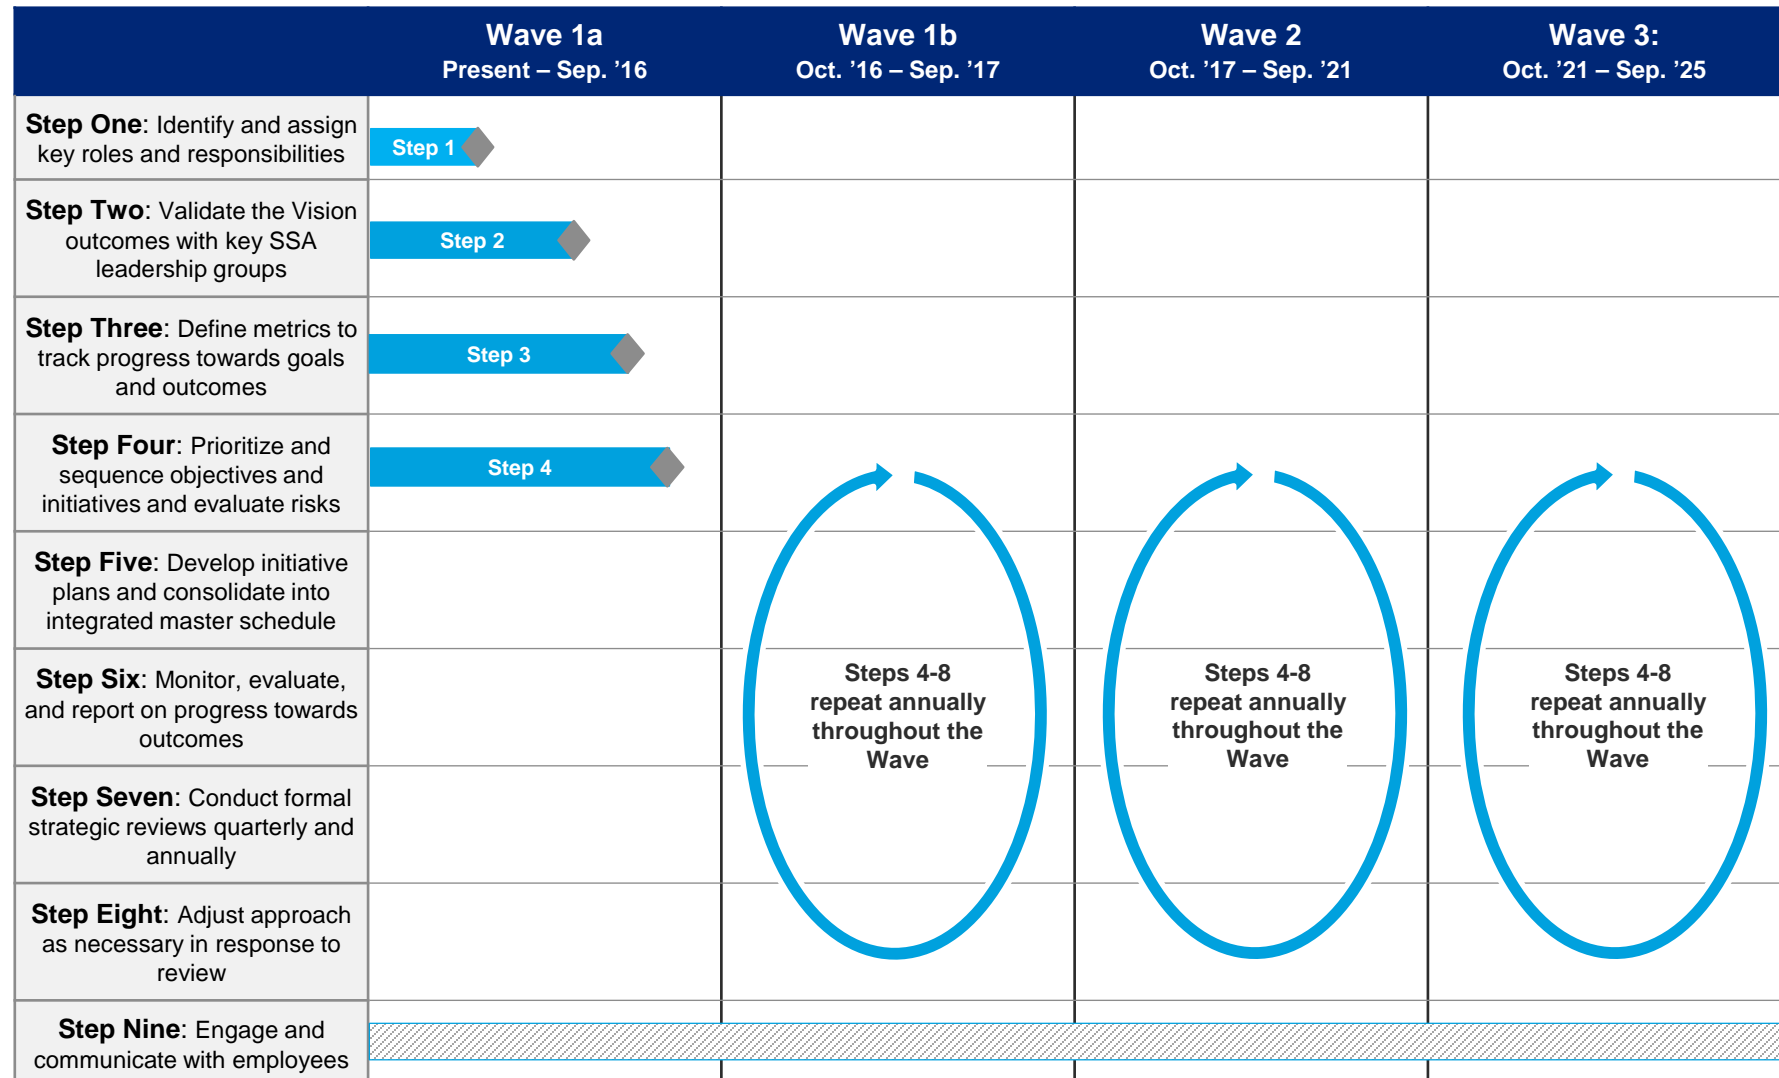 Wave 1a
Present – Sep. ’16
Wave 1b
Oct. ’16 – Sep. ’17
Wave 2
Oct. ’17 – Sep. ’21
Wave 3:
Oct. ’21 – Sep. ’25
Step One: Identify and assign
key roles and responsibilities
Step 1
Step Two: Validate the Vision
outcomes with key SSA
leadership groups
Step 2
Step Three: Define metrics to
track progress towards goals
and outcomes
Step 3
Step Four: Prioritize and
sequence objectives and
initiatives and evaluate risks
Step 4
Step Five: Develop initiative
plans and consolidate into
integrated master schedule
Step Six: Monitor, evaluate,
and report on progress towards
outcomes
Steps 4-8
repeat annually
throughout the
Wave
Steps 4-8
repeat annually
throughout the
Wave
Steps 4-8
repeat annually
throughout the
Wave
Step Seven: Conduct formal
strategic reviews quarterly and
annually
Step Eight: Adjust approach
as necessary in response to
review
Step Nine: Engage and
communicate with employees